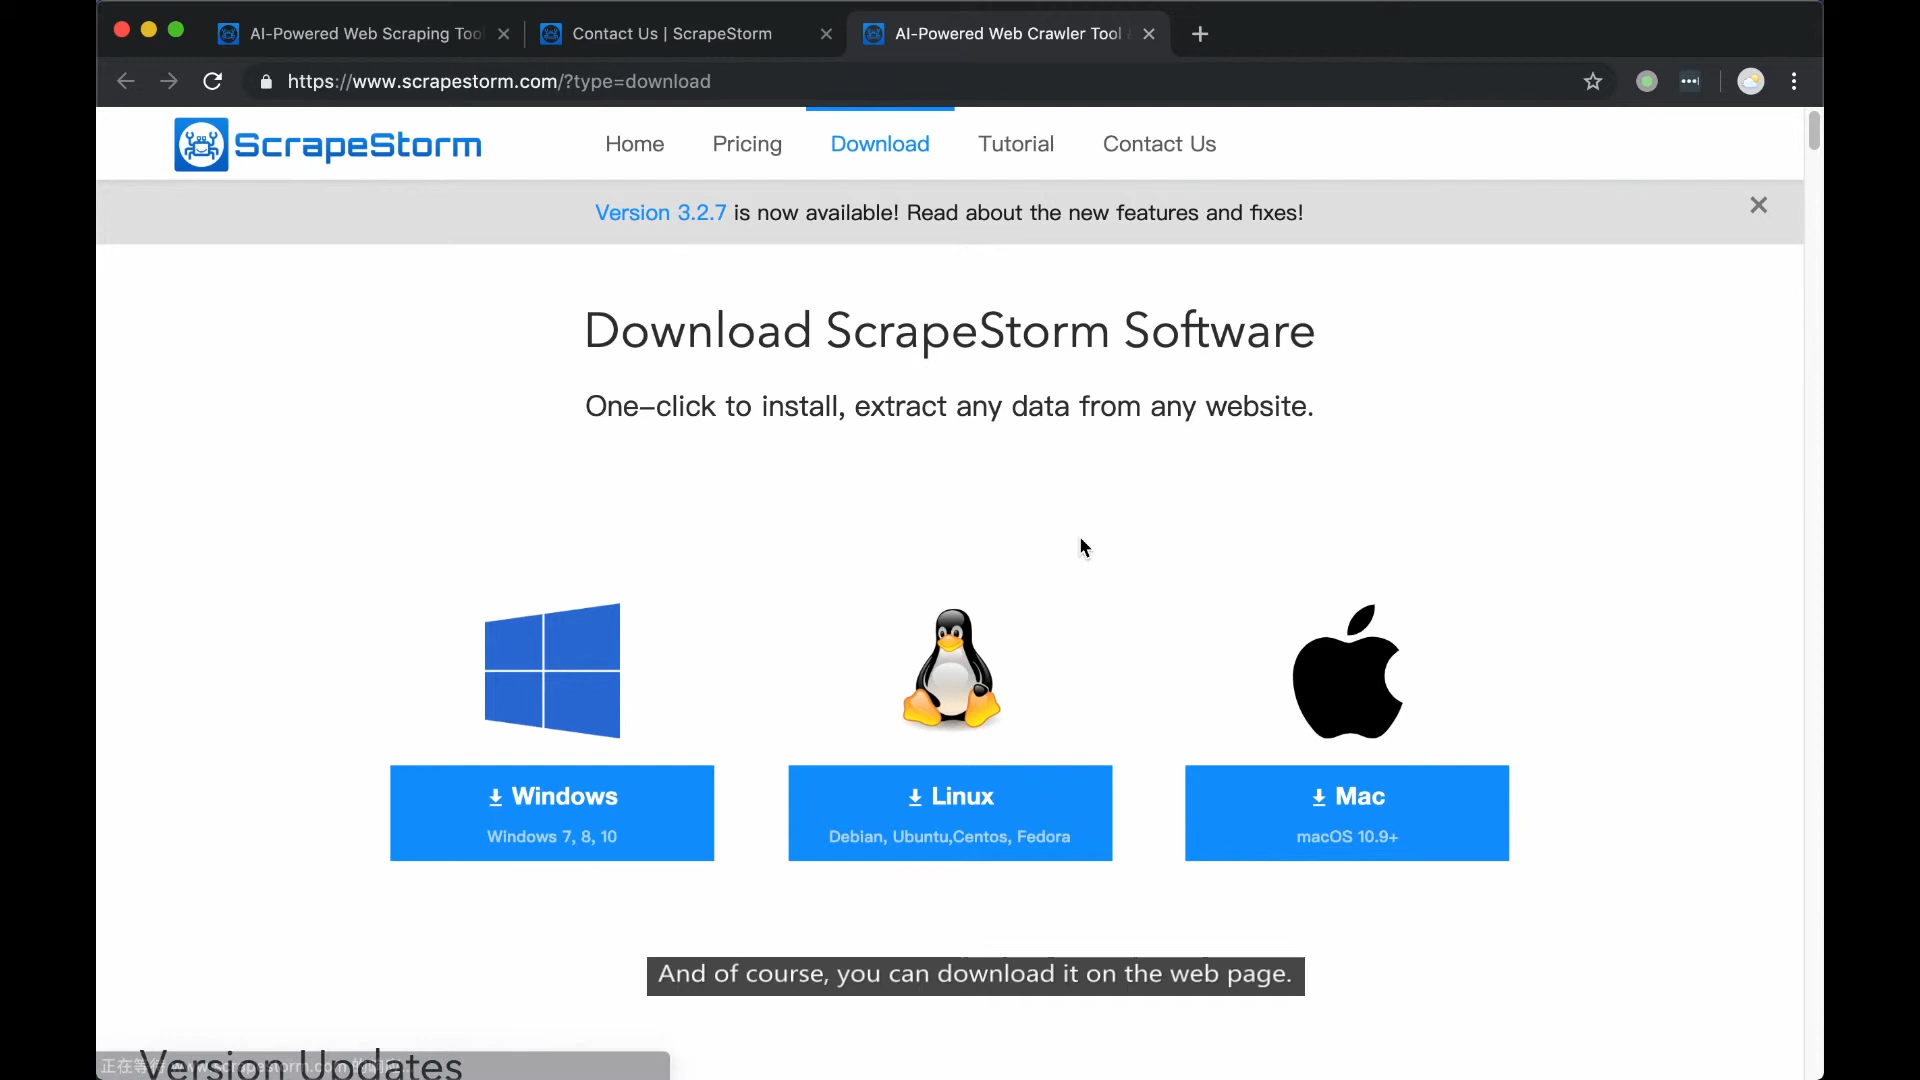 AI-Powered Web Scraping Too
Contact Us | ScrapeStorm
AI-Powered Web Crawler Tool
https://www.scrapestorm.com/?type=download
ScrapeStorm
Home
Pricing
Download
Tutorial
Contact Us
Version 3.2.7 is now available! Read about the new features and fixes!
Download ScrapeStorm Software
One-click to install, extract any data from any website.
Windows
Windows 7, 8, 10
Linux
Debian, Ubuntu,Centos, Fedora
Mac
macOS 10.9+
And of course, you can download it on the web page.
Version Updates